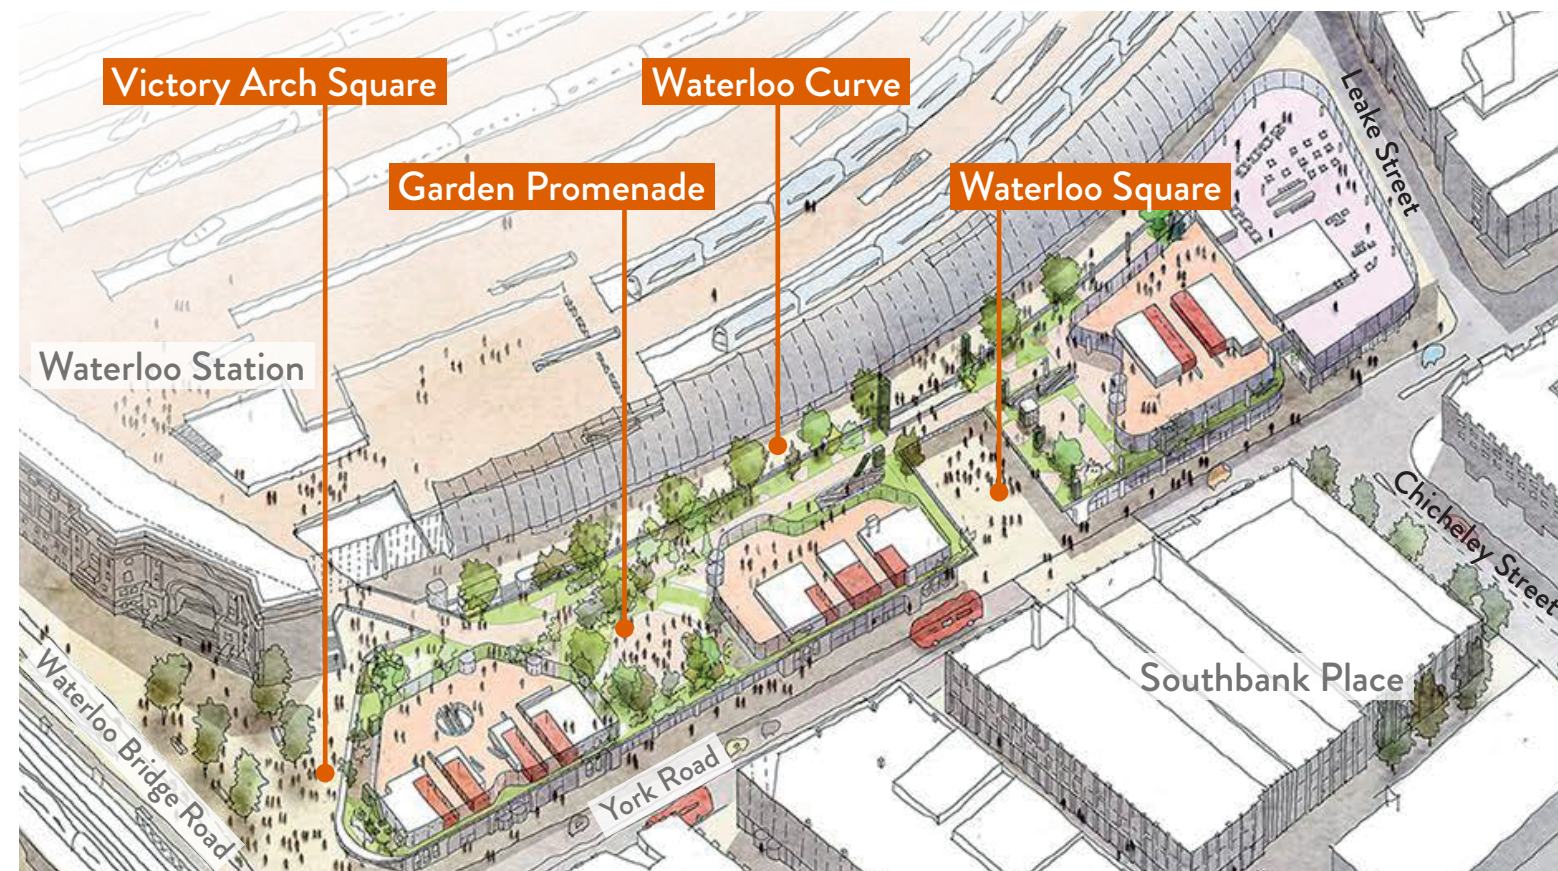 Victory Arch Square
Waterloo Curve
Leake Street
Garden Promenade
Waterloo Square
Waterloo Station
Chicheley Street
Southbank Place
Waterloo Bridge Road
York Road